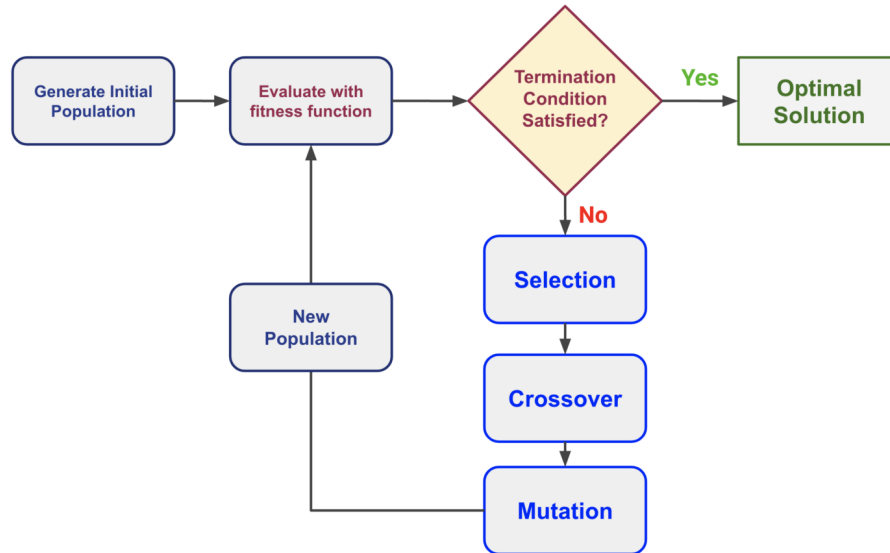 Generate Initial
Population
Evaluate with
fitness function
Termination
Condition
Satisfied?
Yes
Optimal
Solution
No
Selection
New
Population
Crossover
Mutation